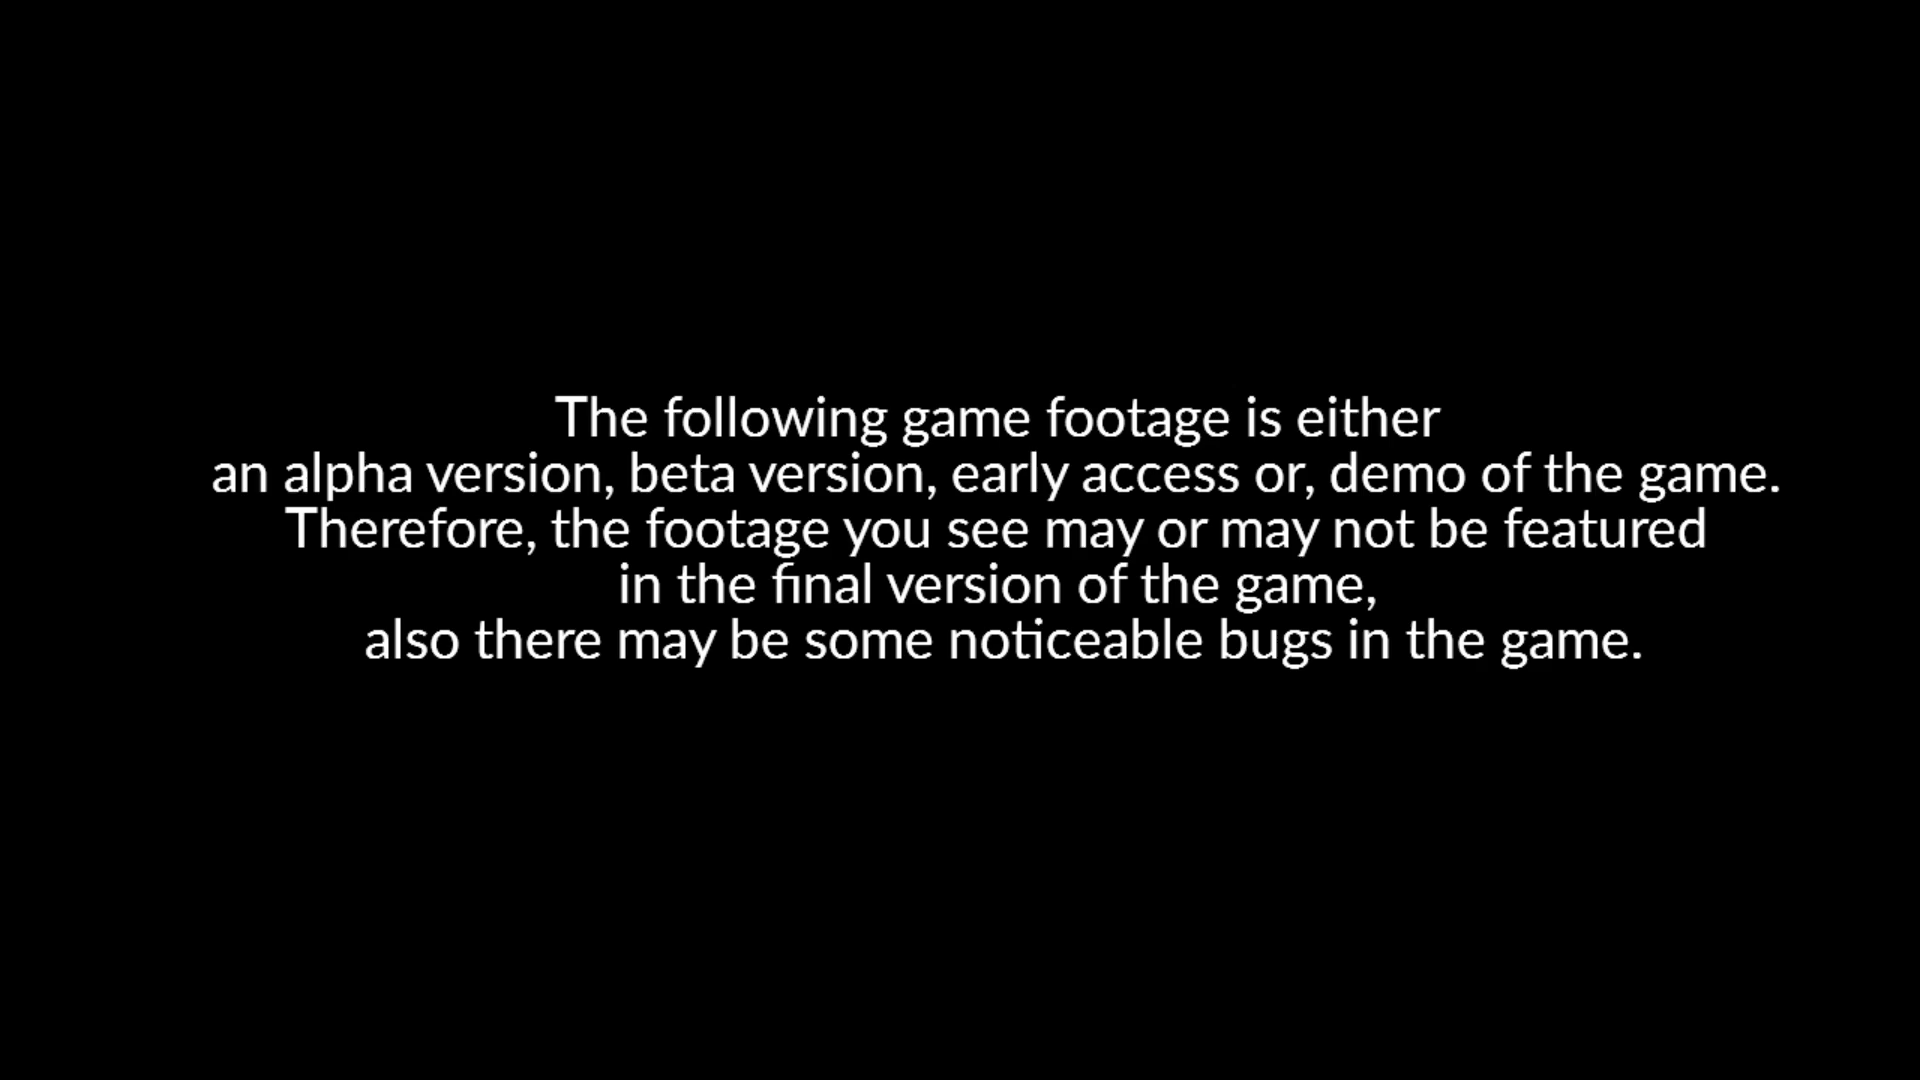 The following game footage is either
an alpha version, beta version, early access or, demo of the game.
Therefore, the footage you see may or may not be featured
in the final version of the game,
also there may be some noticeable bugs in the game.